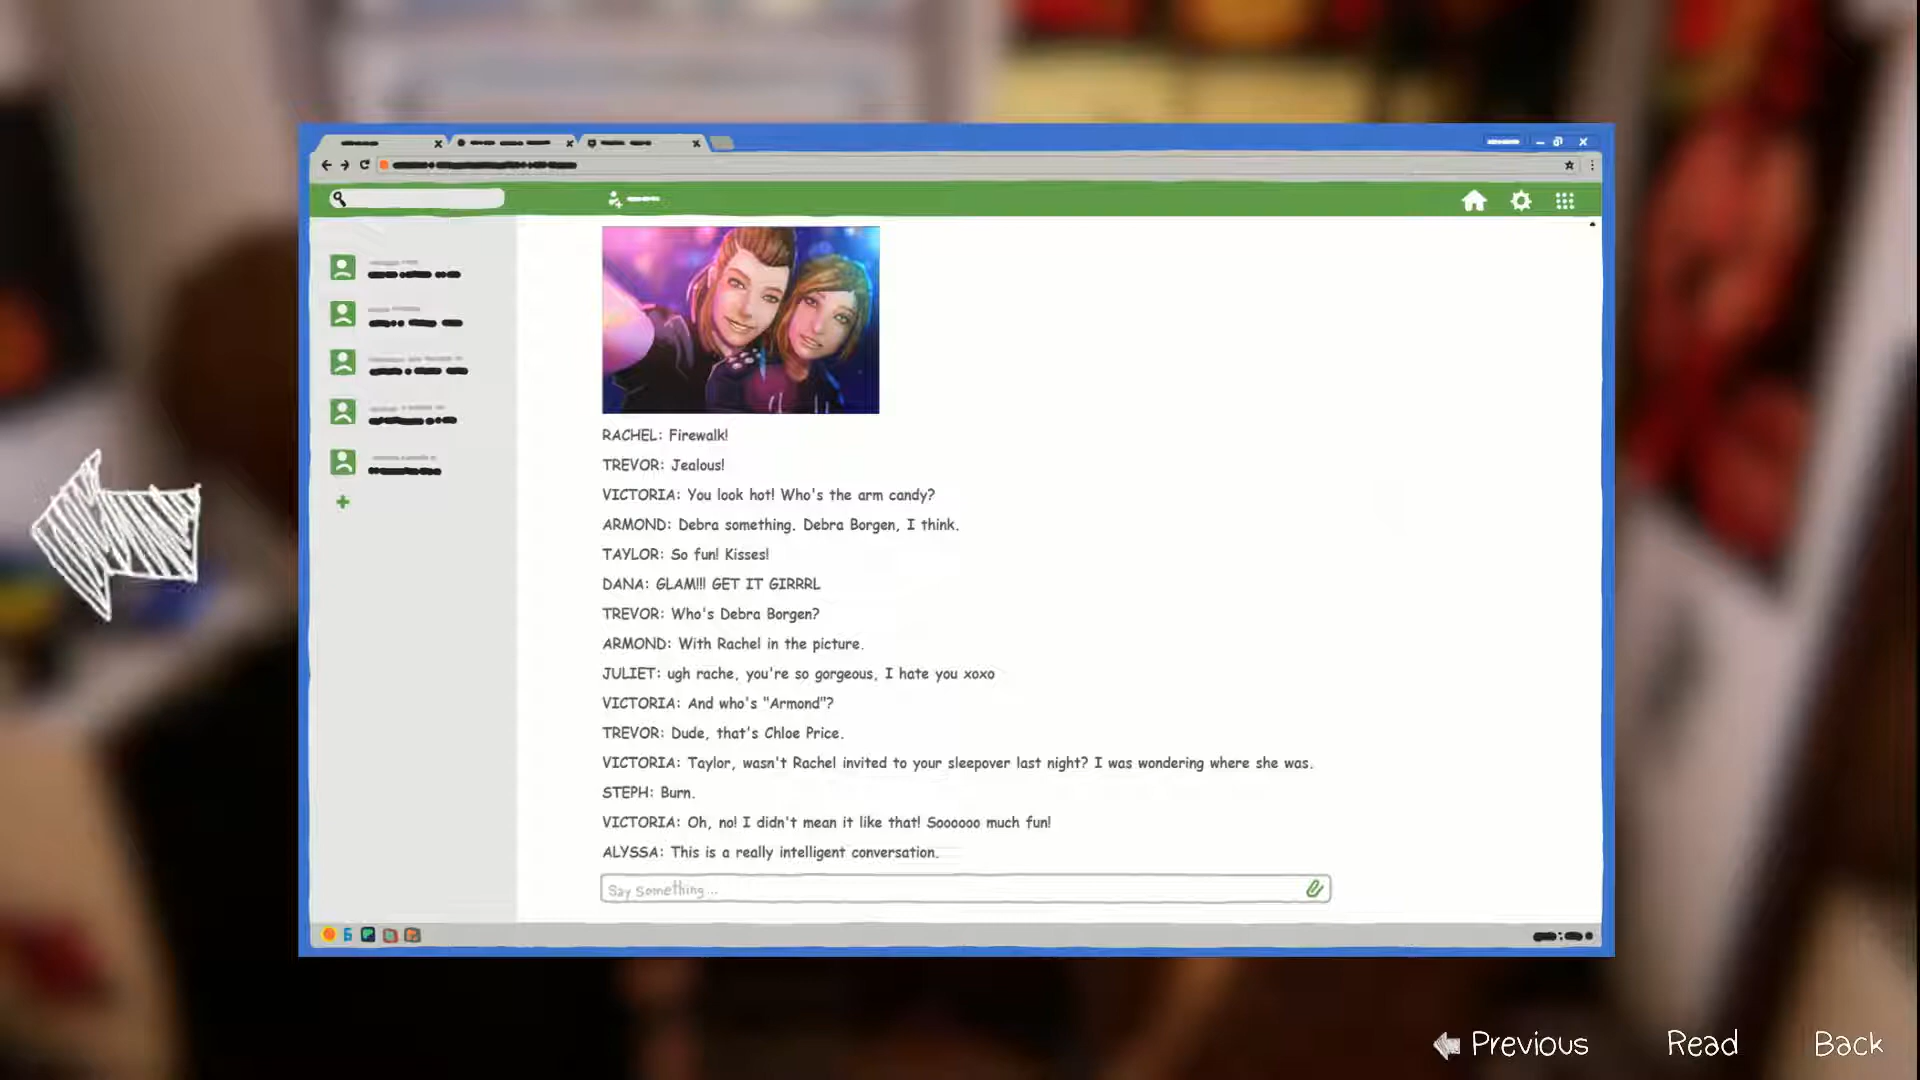 RACHEL: Firewalk!
TREVOR: Jealous!
VICTORIA: You look hot! Who's the arm candy?
ARMOND: Debra something. Debra Borgen, I think.
TAYLOR: So fun! Kisses!
DANA: GLAM!!! GET IT GIRRRL
TREVOR: Who's Debra Borgen?
ARMOND: With Rachel in the picture.
JULIET: ugh rache, you're so gorgeous, I hate you xoxo
VICTORIA: And who's "Armond"?
TREVOR: Dude, that's Chloe Price.
VICTORIA: Taylor, wasn't Rachel invited to your sleepover last night? I was wondering where she was.
STEPH: Burn.
VICTORIA: Oh, no! I didn't mean it like that! Soooooo much fun!
ALYSSA: This is a really intelligent conversation.
Say something...
Previous Read Back